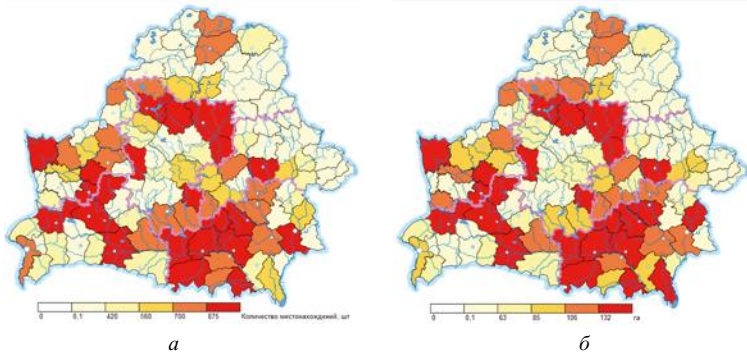 0 0,1 420 560 700 875 Количество местонахождений, шт
0 0,1 63 85 106 132 га
а б